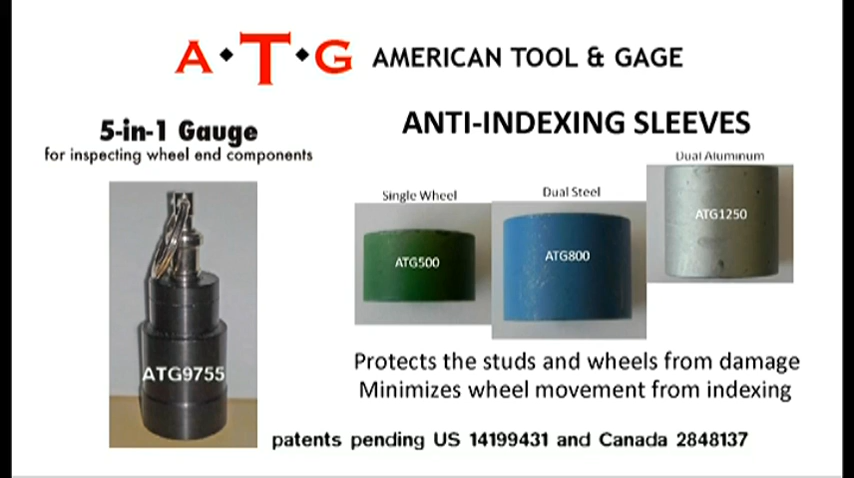 A·T·G AMERICAN TOOL & GAGE
5-in-1 Gauge
for inspecting wheel end components
ATG9755
ANTI-INDEXING SLEEVES
Single Wheel
ATG500
Dual Steel
ATG800
Dual Aluminum
ATG1250
Protects the studs and wheels from damage
Minimizes wheel movement from indexing
patents pending US 14199431 and Canada 2848137